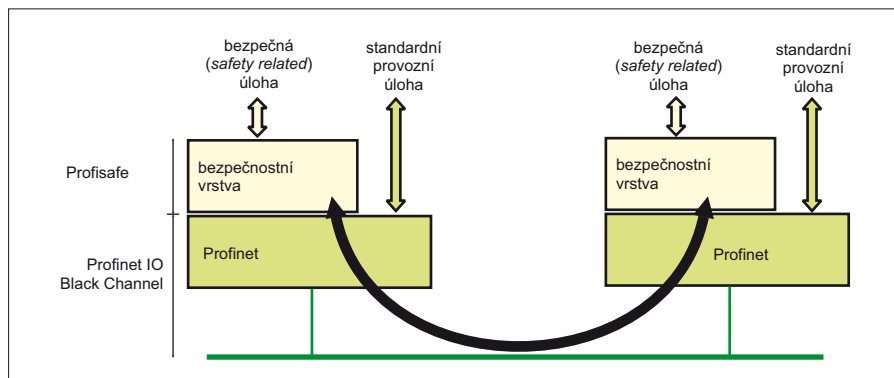 bezpečná
(safety related)
úloha
standardní
provozní
úloha
bezpečná
(safety related)
úloha
standardní
provozní
úloha
Profisafe
bezpečnostní
vrstva
bezpečnostní
vrstva
Profinet IO
Black Channel
Profinet
Profinet